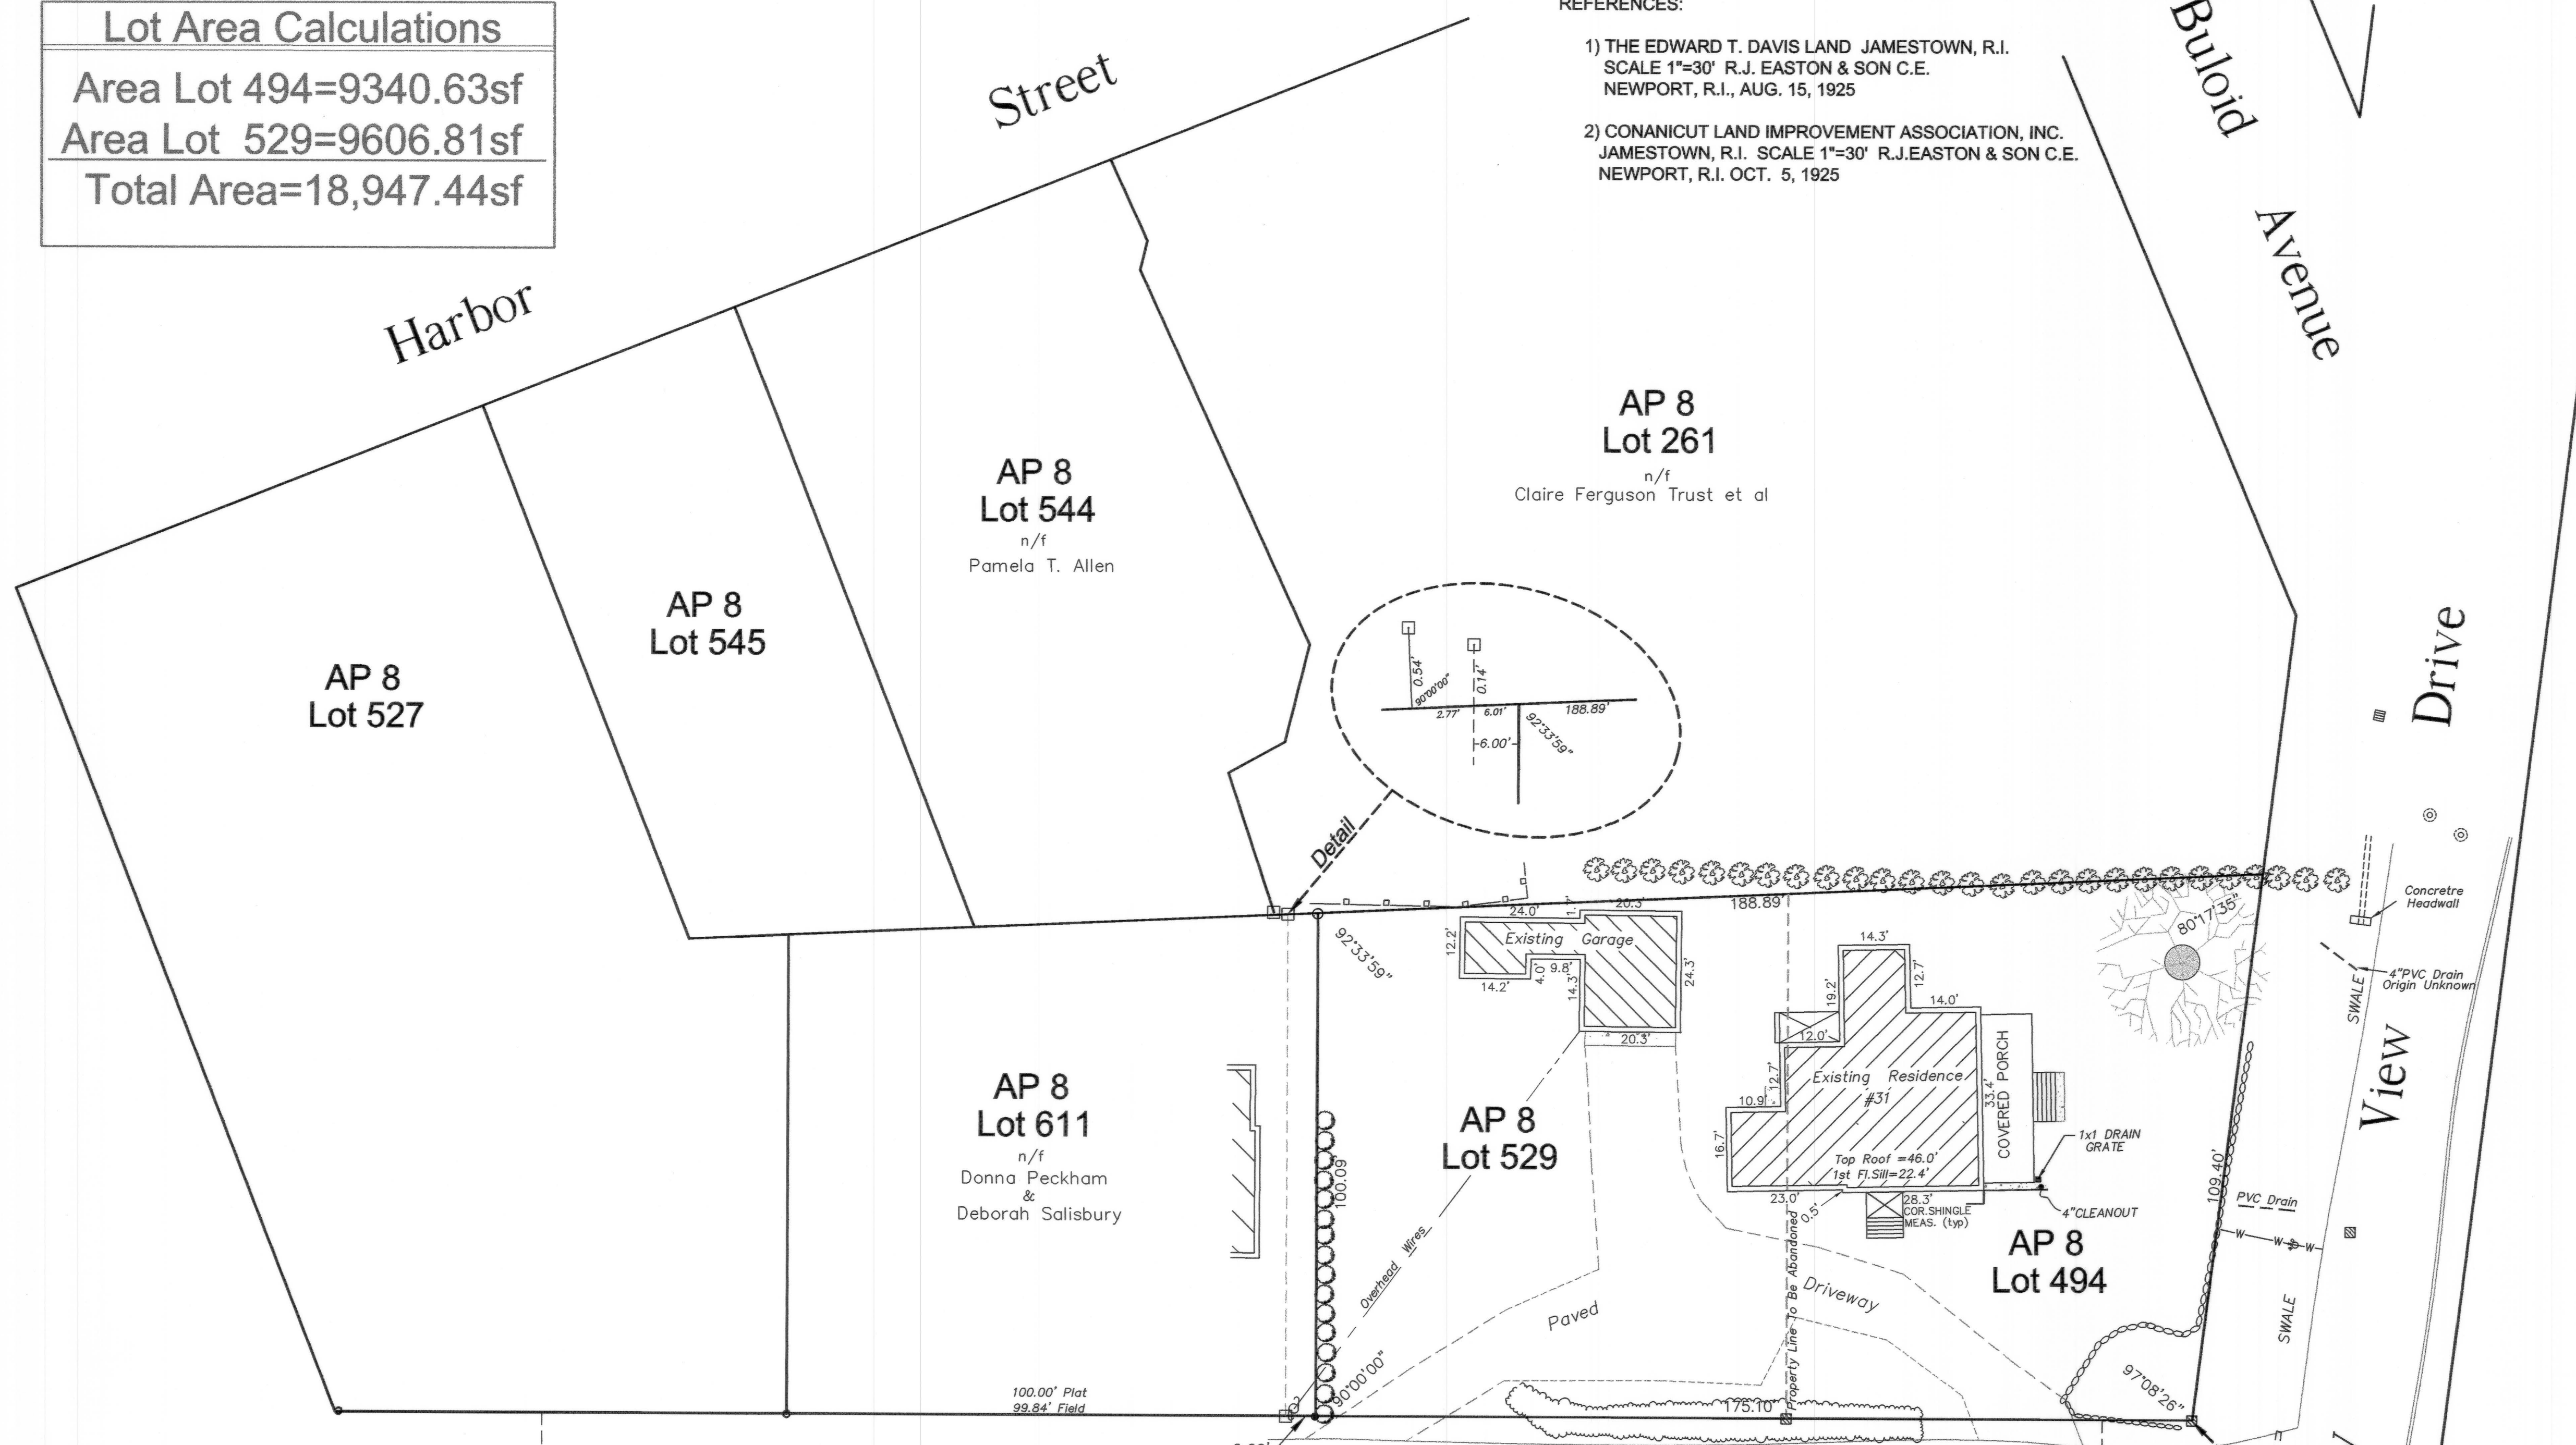 Lot Area Calculations
Area Lot 494=9340.63sf
Area Lot 529=9606.81sf
Total Area=18,947.44sf
REFERENCES:
1) THE EDWARD T. DAVIS LAND JAMESTOWN, R.I.
SCALE 1"=30' R.J. EASTON & SON C.E.
NEWPORT, R.I., AUG. 15, 1925
2) CONANICUT LAND IMPROVEMENT ASSOCIATION, INC.
JAMESTOWN, R.I. SCALE 1"=30' R.J.EASTON & SON C.E.
NEWPORT, R.I. OCT. 5, 1925
Harbor Street
Buloid Avenue
View Drive
AP 8
Lot 261
n/f
Claire Ferguson Trust et al
AP 8
Lot 544
n/f
Pamela T. Allen
AP 8
Lot 545
AP 8
Lot 527
0.54'
0.14'
90°00'00"
2.77'
6.01'
188.89'
6.00'
92°33'59"
Detail
188.89'
80°17'35"
Concretre
Headwall
4"PVC Drain
Origin Unknown
SWALE
92°33'59"
24.0'
20.3'
12.2'
Existing Garage
14.2'
4.0'
9.8'
14.3'
24.3'
20.3'
14.3'
12.7'
19.2'
14.0'
12.0'
12.7'
10.9'
16.7'
Existing Residence
#31
33.4'
COVERED PORCH
Top Roof =46.0'
1st Fl.Sill=22.4'
23.0'
0.5'
28.3'
COR.SHINGLE
MEAS. (typ)
1x1 DRAIN
GRATE
4"CLEANOUT
AP 8
Lot 611
n/f
Donna Peckham
&
Deborah Salisbury
100.09'
AP 8
Lot 529
AP 8
Lot 494
109.40'
PVC Drain
W
W
W
SWALE
Overhead Wires
Property Line to Be Abandoned
Paved
Driveway
90°00'00"
97°08'26"
100.00' Plat
99.84' Field
175.10'